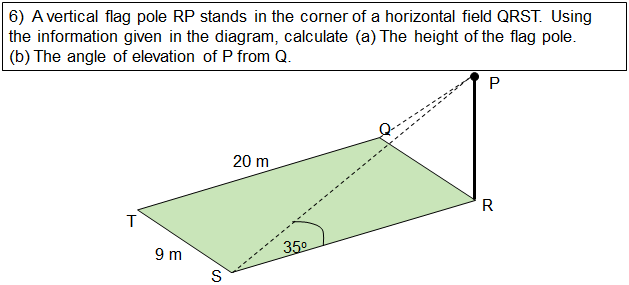 6) A vertical flag pole RP stands in the corner of a horizontal field QRST. Using
the information given in the diagram, calculate (a) The height of the flag pole.
(b) The angle of elevation of P from Q.
P
Q
20 m
R
T
35º
9 m
S